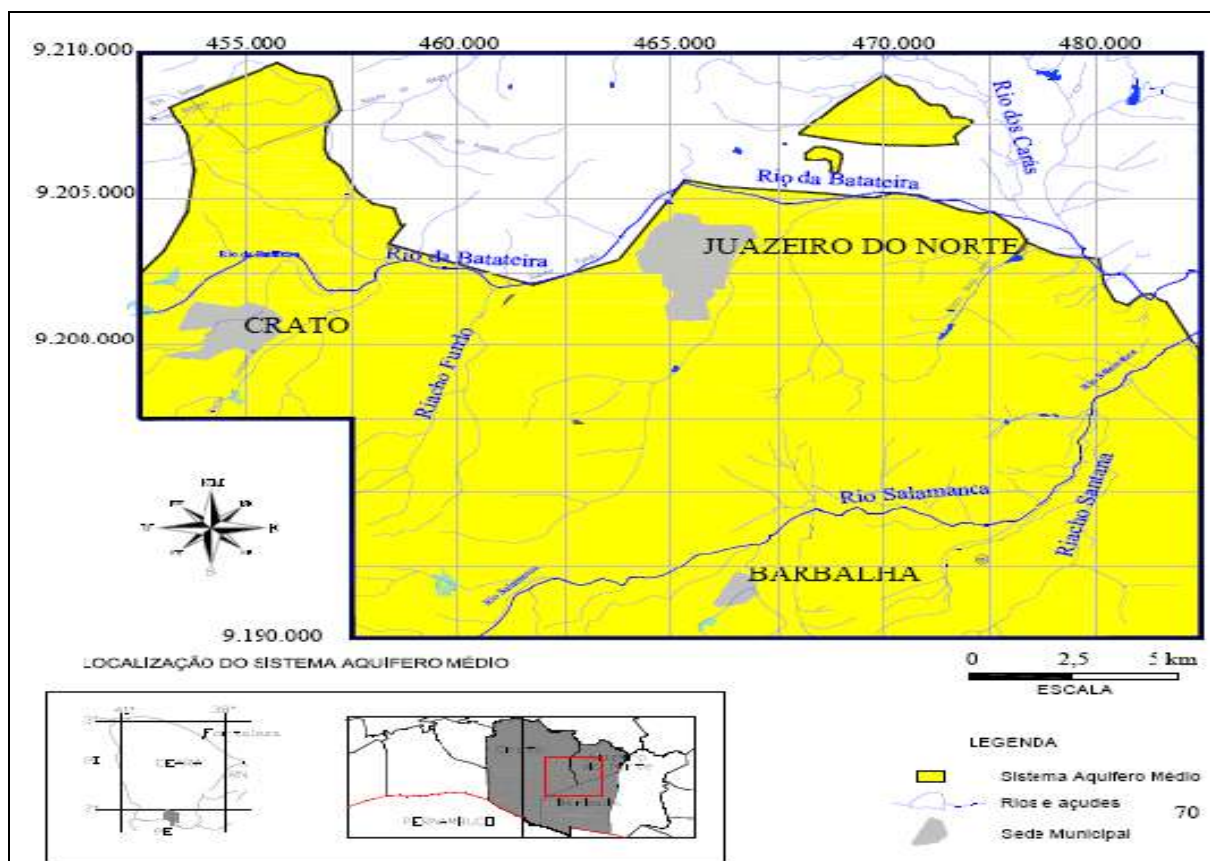 455.000 460.000 465.000 470.000 480.000
9.210.000
Rio dos Carás
9.205.000
Rio da Batateira
JUAZEIRO DO NORTE
Rio da Batateira
CRATO
9.200.000
Riacho Fundo
Rio Salamanca
Riacho Santana
BARBALHA
Rio Salamanca
9.190.000
LOCALIZAÇÃO DO SISTEMA AQUÍFERO MÉDIO
0 2,5 5 km
ESCALA
CEARA
PERNAMBUCO
LEGENDA
Sistema Aquífero Médio
Rios e açudes
70
Sede Municipal